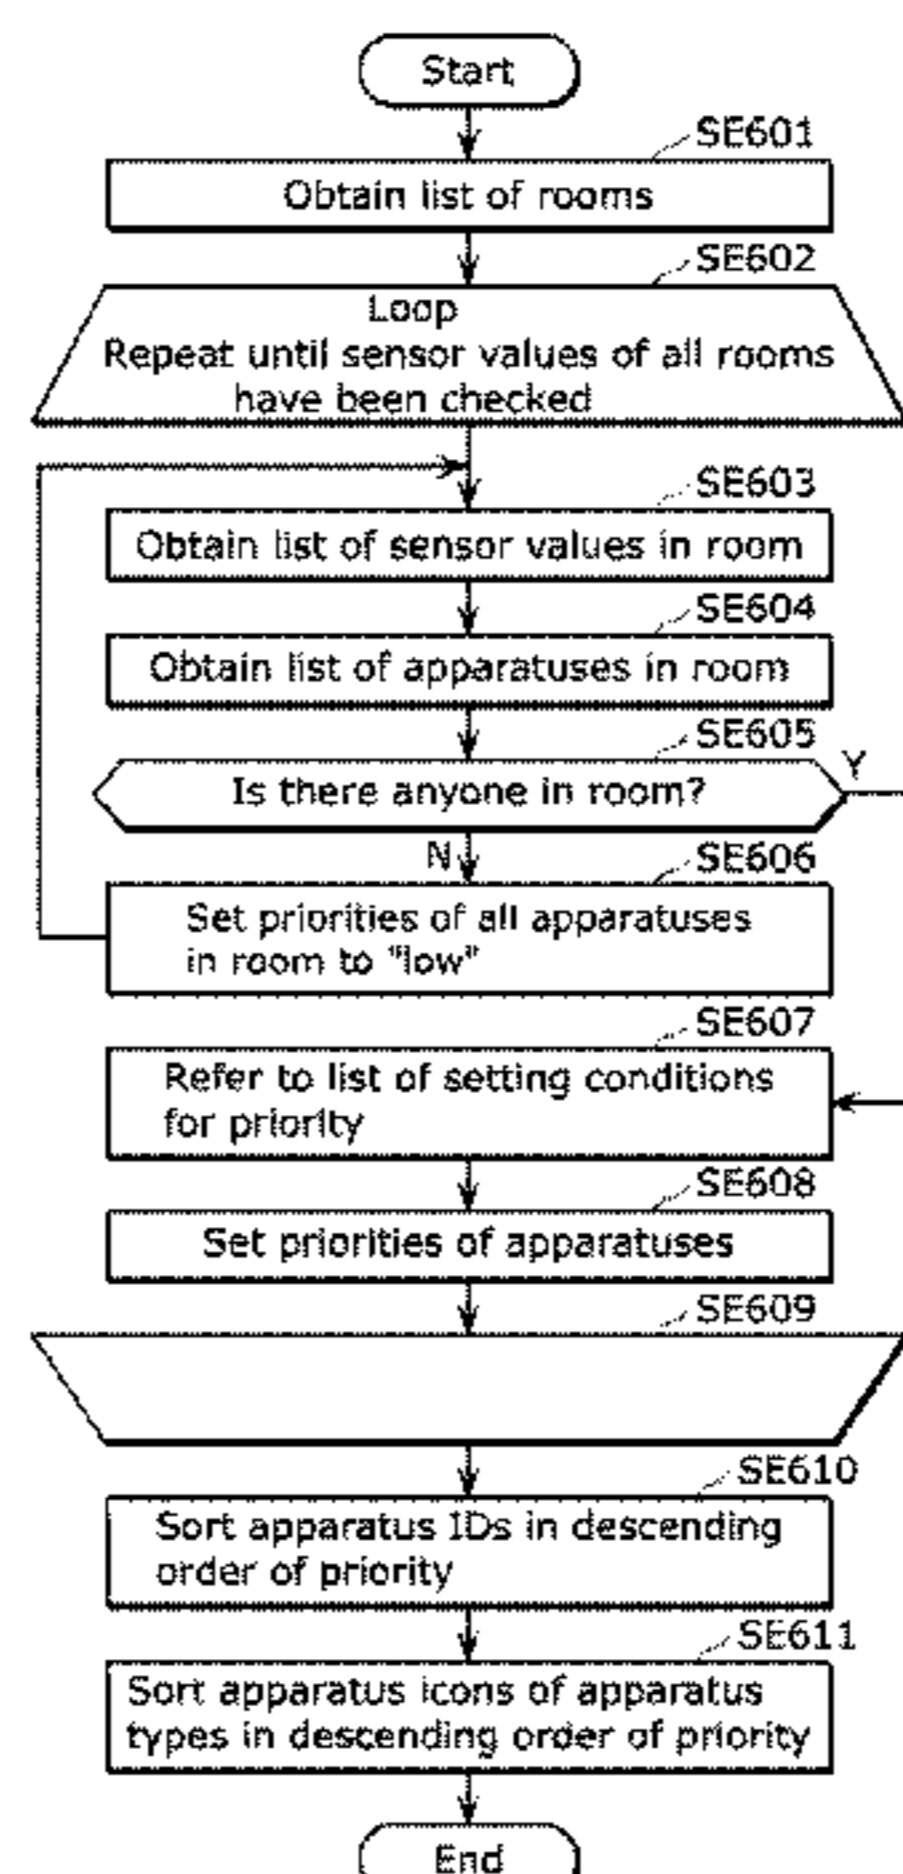 Start
SE601
Obtain list of rooms
SE602
Loop
Repeat until sensor values of all rooms
have been checked
SE603
Obtain list of sensor values in room
SE604
Obtain list of apparatuses in room
SE605
Is there anyone in room?
Y
N
SE606
Set priorities of all apparatuses
in room to "low"
SE607
Refer to list of setting conditions
for priority
SE608
Set priorities of apparatuses
SE609
SE610
Sort apparatus IDs in descending
order of priority
SE611
Sort apparatus icons of apparatus
types in descending order of priority
End